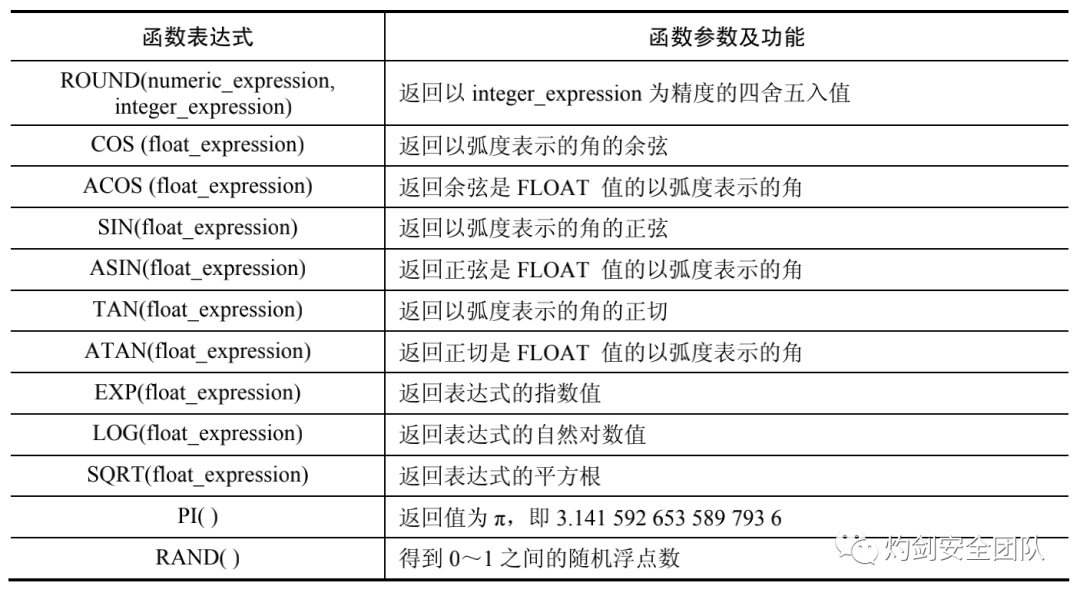 函数表达式 函数参数及功能
ROUND(numeric_expression,
integer_expression) 返回以 integer_expression 为精度的四舍五入值
COS (float_expression) 返回以弧度表示的角的余弦
ACOS (float_expression) 返回余弦是 FLOAT 值的以弧度表示的角
SIN(float_expression) 返回以弧度表示的角的正弦
ASIN(float_expression) 返回正弦是 FLOAT 值的以弧度表示的角
TAN(float_expression) 返回以弧度表示的角的正切
ATAN(float_expression) 返回正切是 FLOAT 值的以弧度表示的角
EXP(float_expression) 返回表达式的指数值
LOG(float_expression) 返回表达式的自然对数值
SQRT(float_expression) 返回表达式的平方根
PI( ) 返回值为 π，即 3.141 592 653 589 793 6
RAND( ) 得到 0～1 之间的随机浮点数
灼剑安全团队